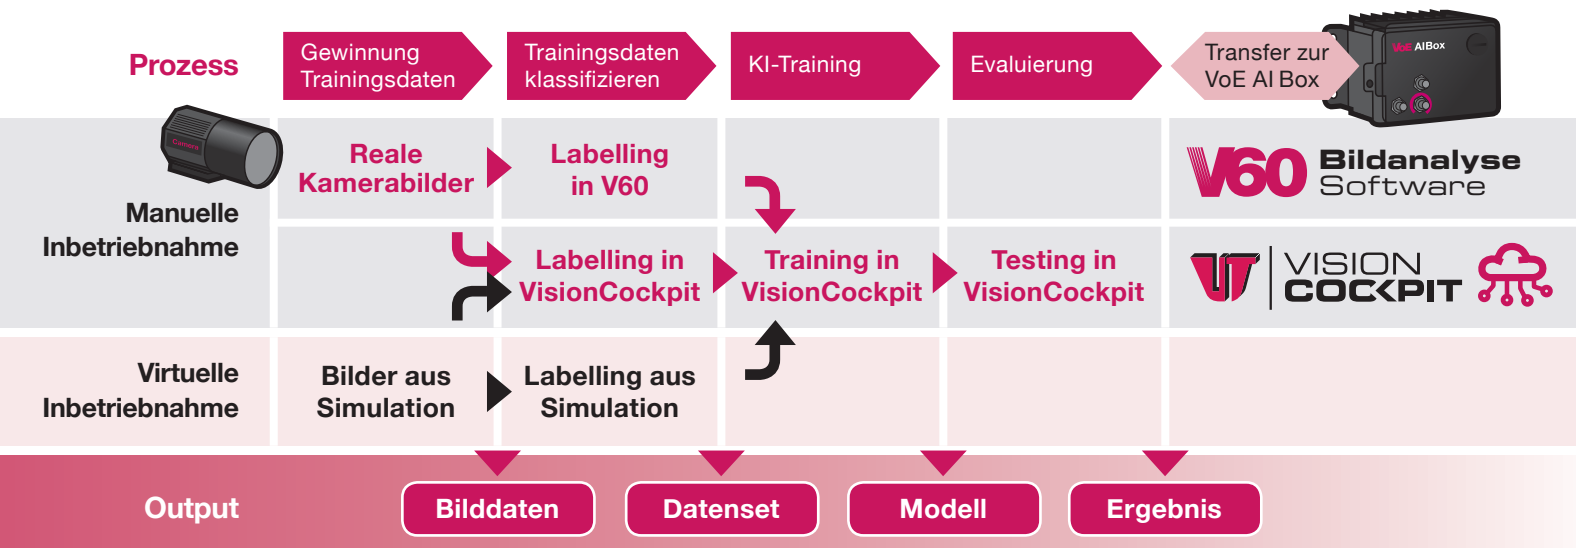 Prozess
Gewinnung
Trainingsdaten
Trainingsdaten
klassifizieren
KI-Training
Evaluierung
Transfer zur
VoE AI Box
VoE AIBox
Camera
Manuelle
Inbetriebnahme
Reale
Kamerabilder
Labelling
in V60
V60 Bildanalyse
Software
Labelling in
VisionCockpit
Training in
VisionCockpit
Testing in
VisionCockpit
VISION
COCKPIT
Virtuelle
Inbetriebnahme
Bilder aus
Simulation
Labelling aus
Simulation
Output
Bilddaten
Datenset
Modell
Ergebnis